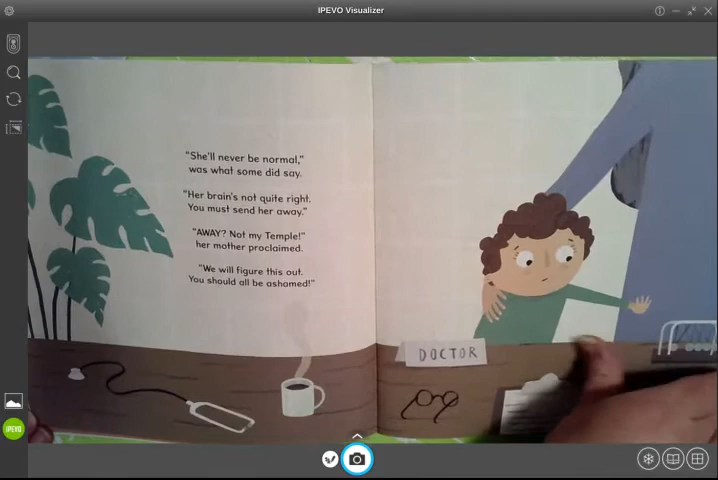 IPEVO Visualizer
"She'll never be normal,"
was what some did say.
"Her brain's not quite right.
You must send her away."
"AWAY? Not my Temple!"
her mother proclaimed.
"We will figure this out.
You should all be ashamed!"
DOCTOR
IPEVO